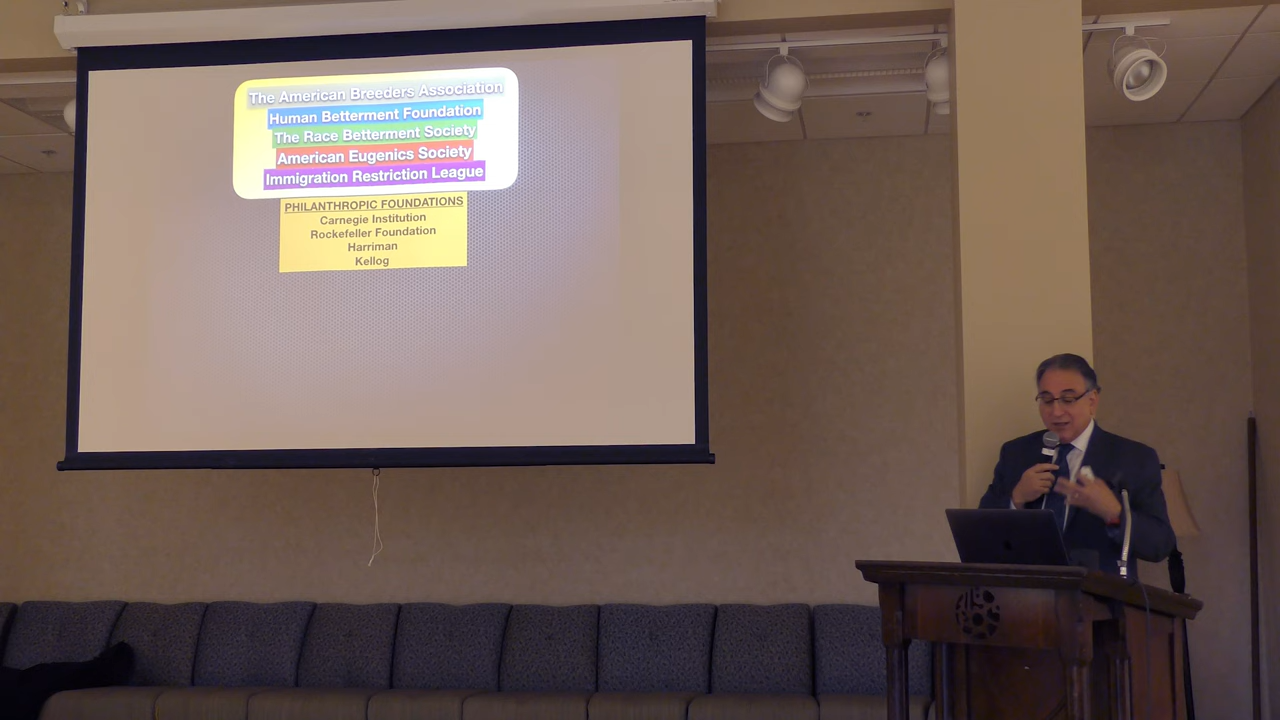 The American Breeders Association
Human Betterment Foundation
The Race Betterment Society
American Eugenics Society
Immigration Restriction League
PHILANTHROPIC FOUNDATIONS
Carnegie Institution
Rockefeller Foundation
Harriman
Kellog